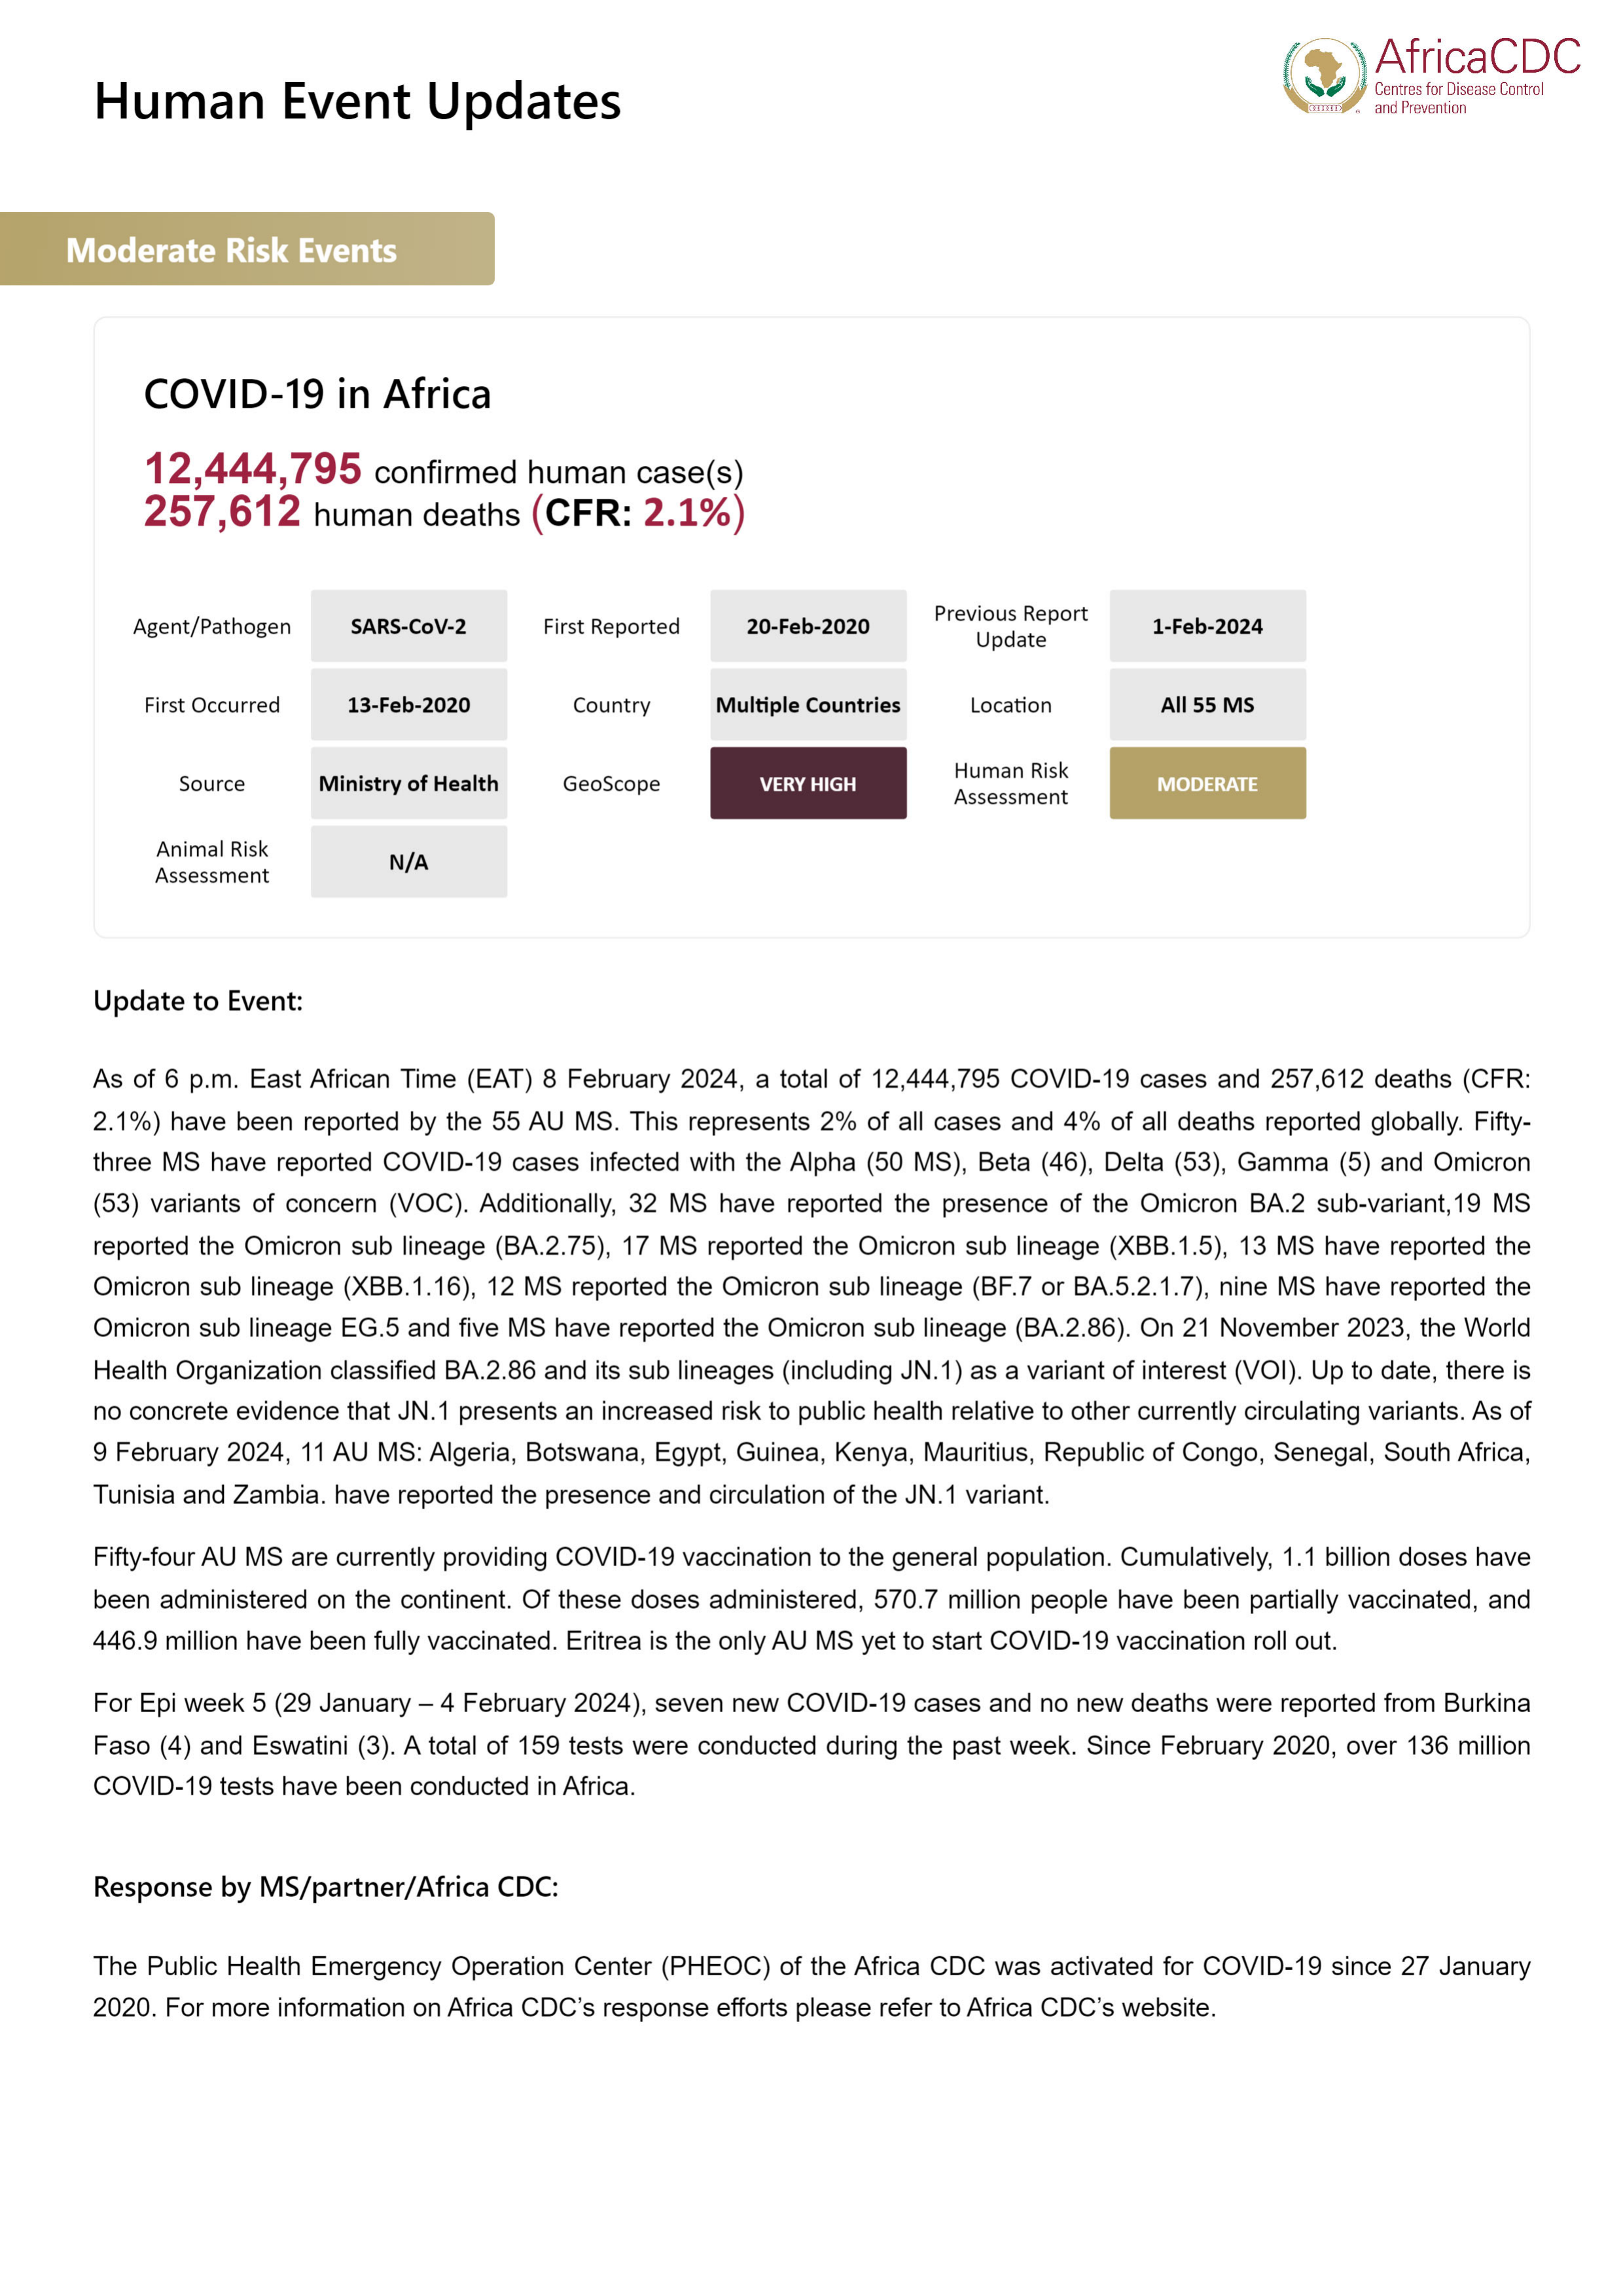 Human Event Updates
AfricaCDC
Centres for Disease Control
and Prevention
Moderate Risk Events
COVID-19 in Africa
12,444,795 confirmed human case(s)
257,612 human deaths (CFR: 2.1%)
Agent/Pathogen SARS-CoV-2 First Reported 20-Feb-2020 Previous Report Update 1-Feb-2024
First Occurred 13-Feb-2020 Country Multiple Countries Location All 55 MS
Source Ministry of Health GeoScope VERY HIGH Human Risk Assessment MODERATE
Animal Risk Assessment N/A
Update to Event:
As of 6 p.m. East African Time (EAT) 8 February 2024, a total of 12,444,795 COVID-19 cases and 257,612 deaths (CFR:
2.1%) have been reported by the 55 AU MS. This represents 2% of all cases and 4% of all deaths reported globally. Fifty-
three MS have reported COVID-19 cases infected with the Alpha (50 MS), Beta (46), Delta (53), Gamma (5) and Omicron
(53) variants of concern (VOC). Additionally, 32 MS have reported the presence of the Omicron BA.2 sub-variant,19 MS
reported the Omicron sub lineage (BA.2.75), 17 MS reported the Omicron sub lineage (XBB.1.5), 13 MS have reported the
Omicron sub lineage (XBB.1.16), 12 MS reported the Omicron sub lineage (BF.7 or BA.5.2.1.7), nine MS have reported the
Omicron sub lineage EG.5 and five MS have reported the Omicron sub lineage (BA.2.86). On 21 November 2023, the World
Health Organization classified BA.2.86 and its sub lineages (including JN.1) as a variant of interest (VOI). Up to date, there is
no concrete evidence that JN.1 presents an increased risk to public health relative to other currently circulating variants. As of
9 February 2024, 11 AU MS: Algeria, Botswana, Egypt, Guinea, Kenya, Mauritius, Republic of Congo, Senegal, South Africa,
Tunisia and Zambia. have reported the presence and circulation of the JN.1 variant.
Fifty-four AU MS are currently providing COVID-19 vaccination to the general population. Cumulatively, 1.1 billion doses have
been administered on the continent. Of these doses administered, 570.7 million people have been partially vaccinated, and
446.9 million have been fully vaccinated. Eritrea is the only AU MS yet to start COVID-19 vaccination roll out.
For Epi week 5 (29 January – 4 February 2024), seven new COVID-19 cases and no new deaths were reported from Burkina
Faso (4) and Eswatini (3). A total of 159 tests were conducted during the past week. Since February 2020, over 136 million
COVID-19 tests have been conducted in Africa.
Response by MS/partner/Africa CDC:
The Public Health Emergency Operation Center (PHEOC) of the Africa CDC was activated for COVID-19 since 27 January
2020. For more information on Africa CDC’s response efforts please refer to Africa CDC’s website.